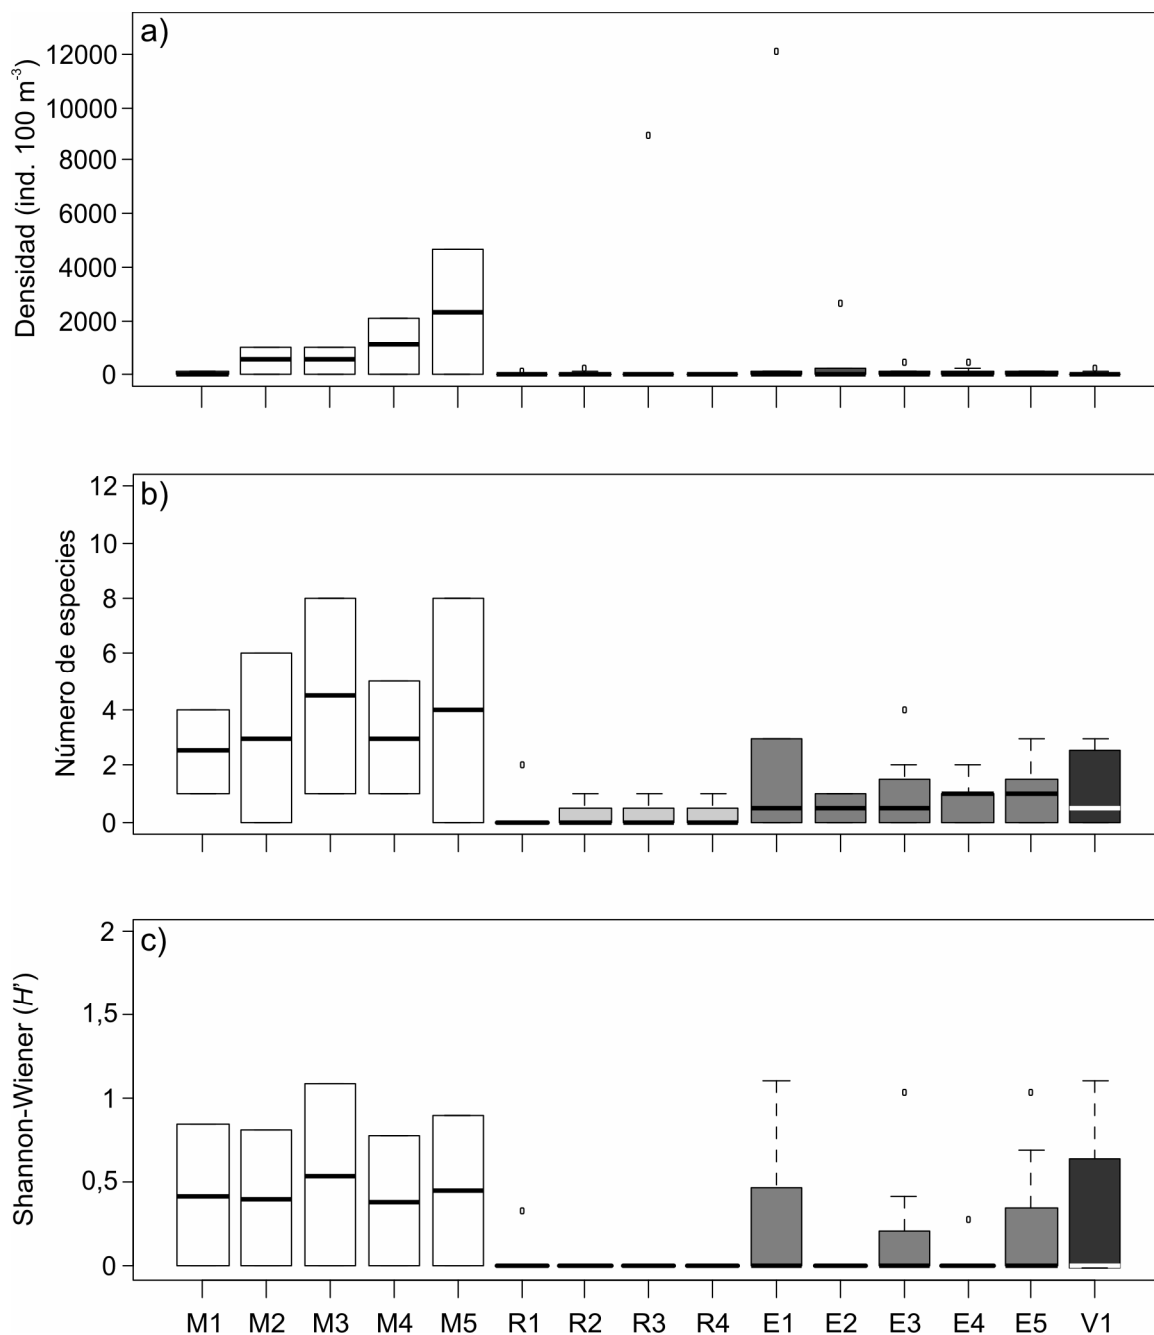 a)
Densidad (ind. 100 m⁻³)
12000
10000
8000
6000
4000
2000
0
b)
Número de especies
12
10
8
6
4
2
0
c)
Shannon-Wiener (H')
2
1,5
1
0,5
0
M1 M2 M3 M4 M5 R1 R2 R3 R4 E1 E2 E3 E4 E5 V1